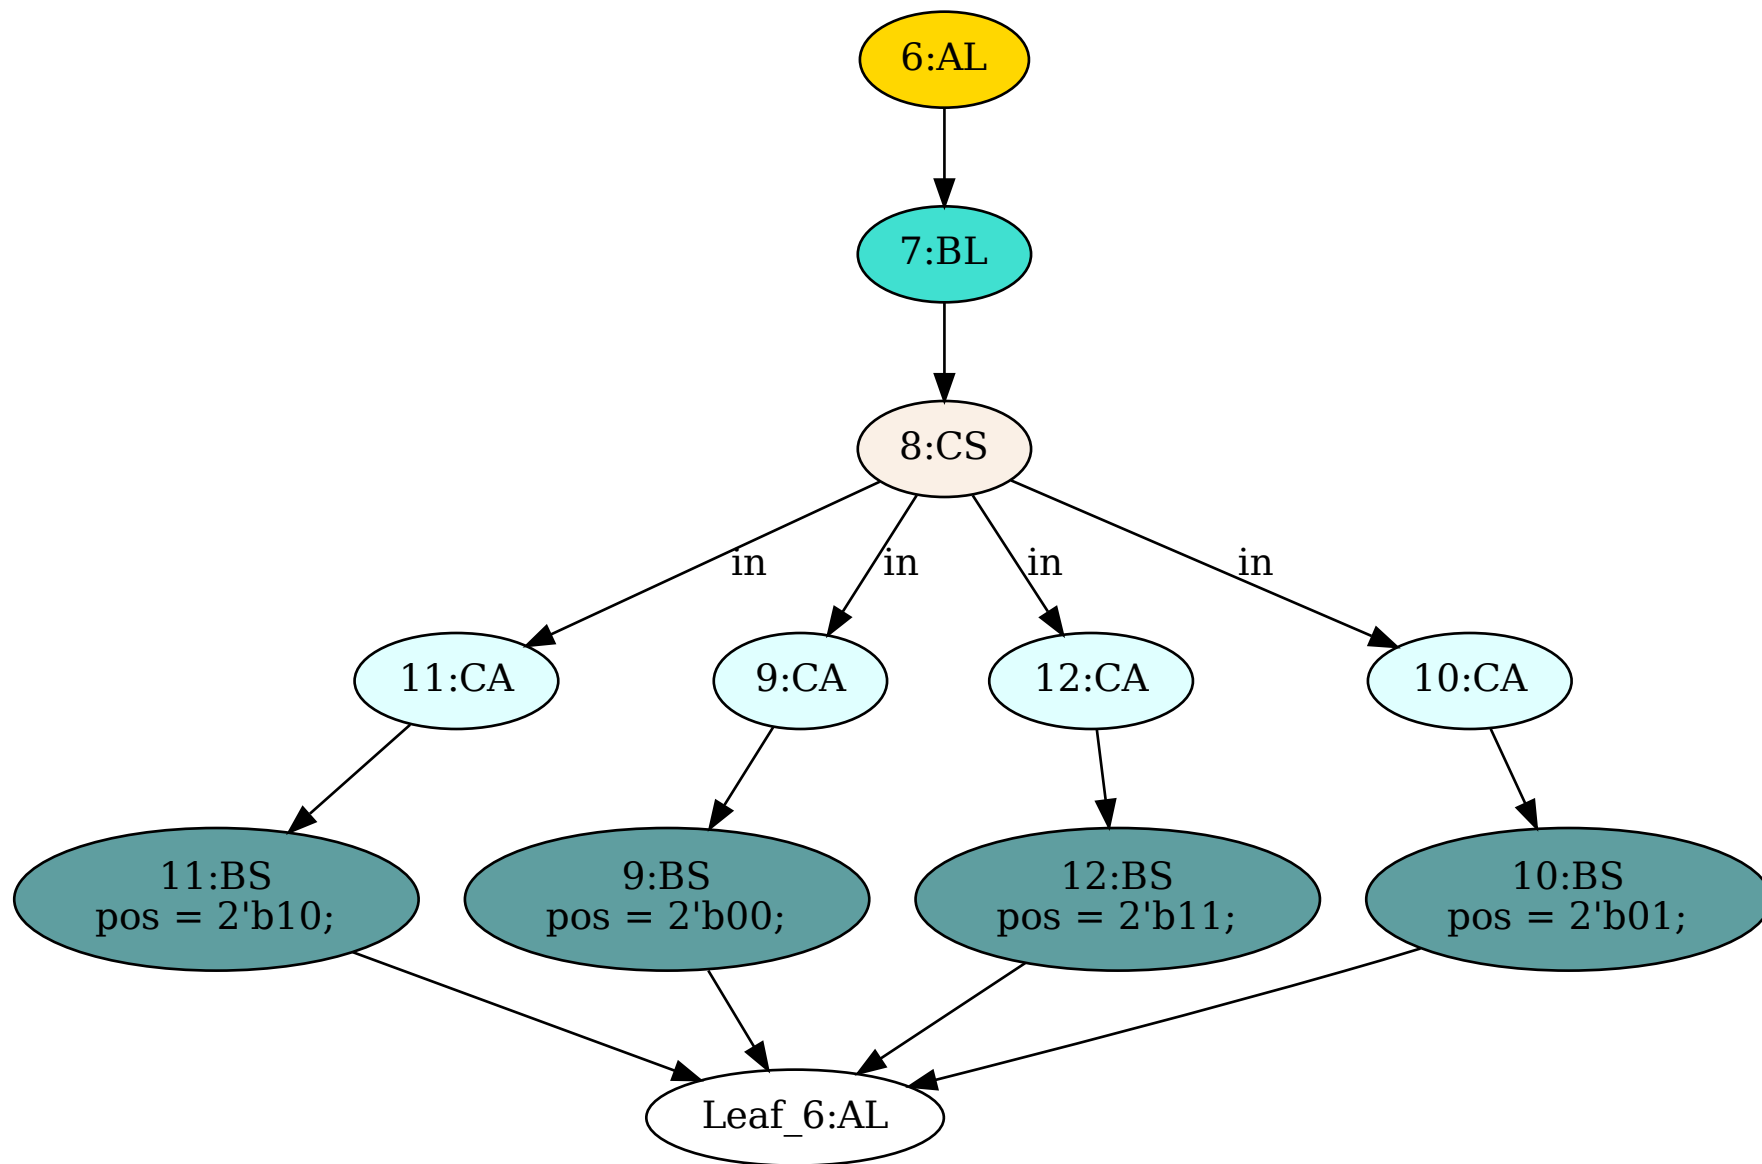 6:AL
7:BL
8:CS
in
in
in
in
11:CA
9:CA
12:CA
10:CA
11:BS
pos = 2'b10;
9:BS
pos = 2'b00;
12:BS
pos = 2'b11;
10:BS
pos = 2'b01;
Leaf_6:AL